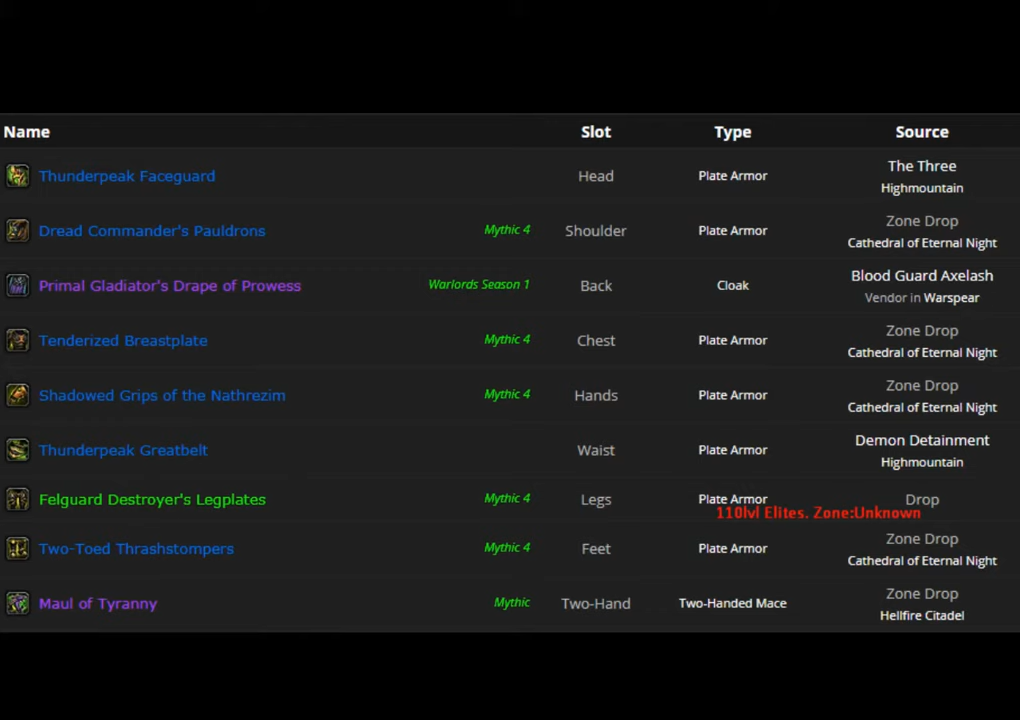 Name Slot Type Source
Thunderpeak Faceguard Head Plate Armor The Three
Highmountain
Dread Commander's Pauldrons Mythic 4 Shoulder Plate Armor Zone Drop
Cathedral of Eternal Night
Primal Gladiator's Drape of Prowess Warlords Season 1 Back Cloak Blood Guard Axelash
Vendor in Warspear
Tenderized Breastplate Mythic 4 Chest Plate Armor Zone Drop
Cathedral of Eternal Night
Shadowed Grips of the Nathrezim Mythic 4 Hands Plate Armor Zone Drop
Cathedral of Eternal Night
Thunderpeak Greatbelt Waist Plate Armor Demon Detainment
Highmountain
Felguard Destroyer's Legplates Mythic 4 Legs Plate Armor Drop
110lvl Elites. Zone:Unknown
Two-Toed Thrashstompers Mythic 4 Feet Plate Armor Zone Drop
Cathedral of Eternal Night
Maul of Tyranny Mythic Two-Hand Two-Handed Mace Zone Drop
Hellfire Citadel